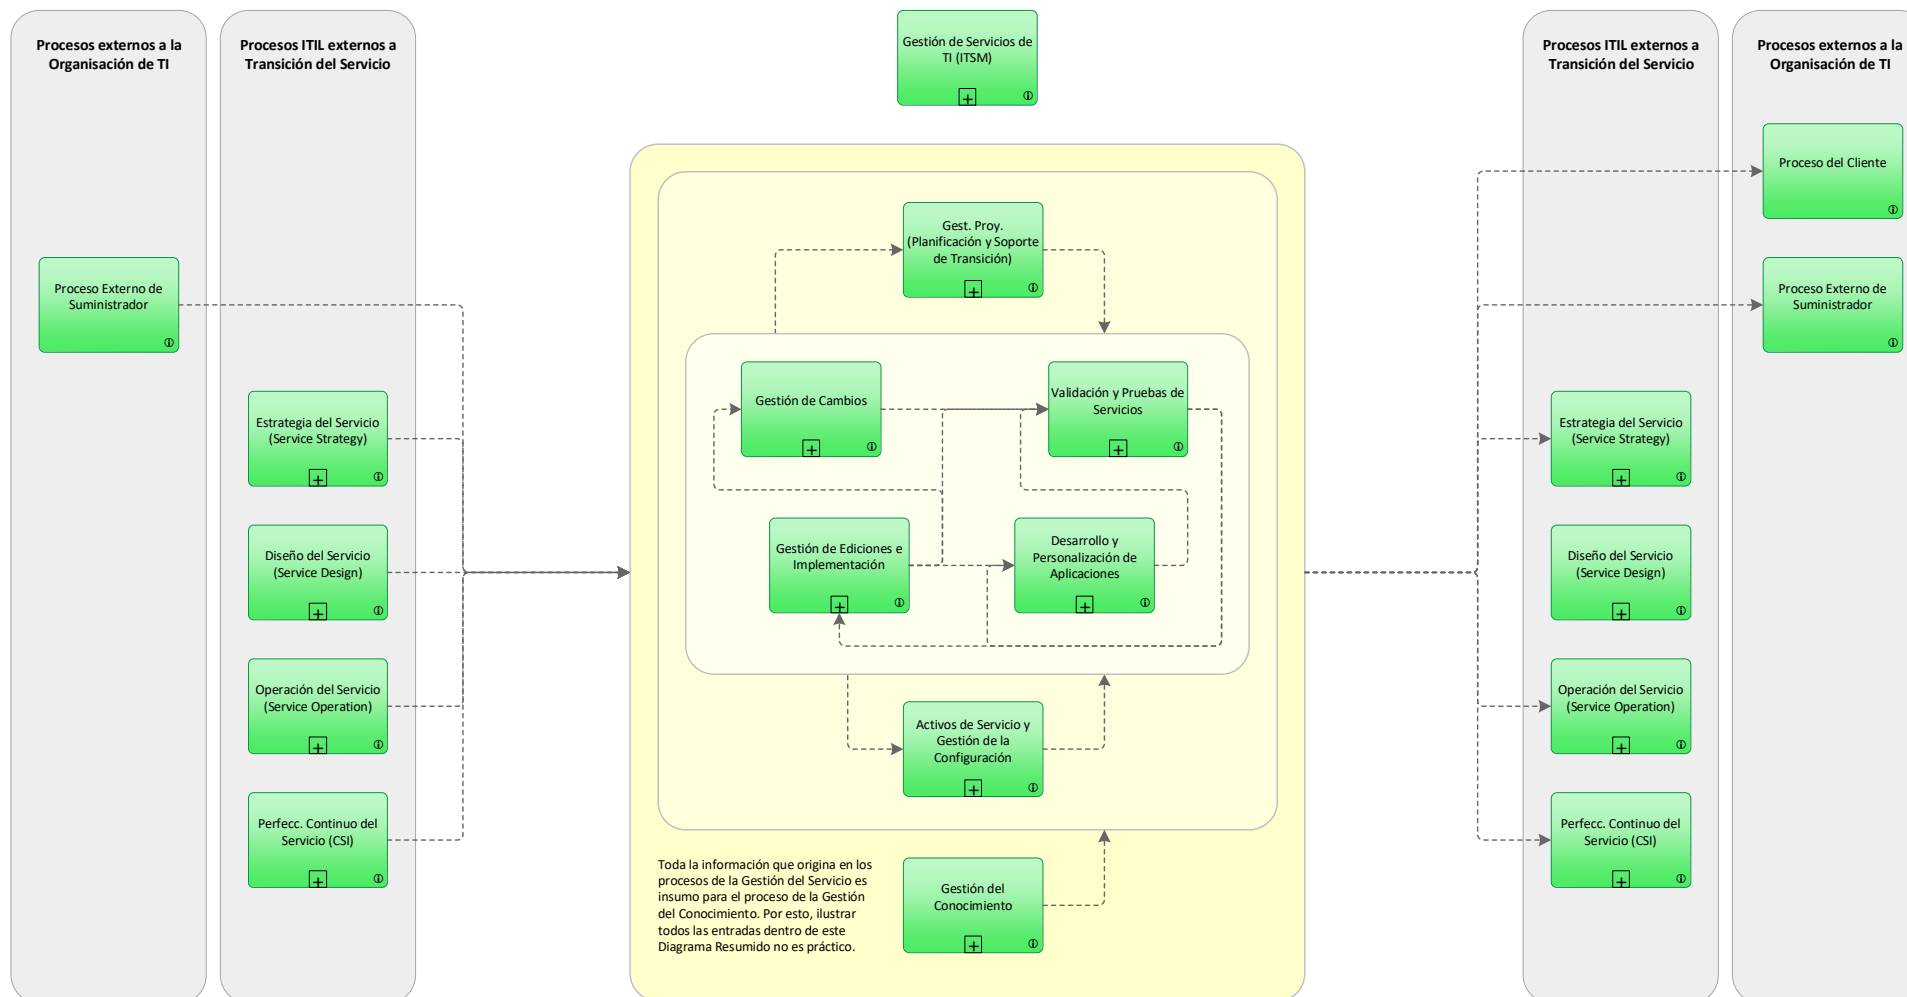 Procesos externos a la
Organisación de TI
Procesos ITIL externos a
Transición del Servicio
Gestión de Servicios de
TI (ITSM)
Procesos ITIL externos a
Transición del Servicio
Procesos externos a la
Organisación de TI
Proceso del Cliente
Gest. Proy.
(Planificación y Soporte
de Transición)
Proceso Externo de
Suministrador
Proceso Externo de
Suministrador
Estrategia del Servicio
(Service Strategy)
Gestión de Cambios
Validación y Pruebas de
Servicios
Estrategia del Servicio
(Service Strategy)
Diseño del Servicio
(Service Design)
Gestión de Ediciones e
Implementación
Desarrollo y
Personalización de
Aplicaciones
Diseño del Servicio
(Service Design)
Operación del Servicio
(Service Operation)
Activos de Servicio y
Gestión de la
Configuración
Operación del Servicio
(Service Operation)
Perfecc. Continuo del
Servicio (CSI)
Perfecc. Continuo del
Servicio (CSI)
Toda la información que origina en los
procesos de la Gestión del Servicio es
insumo para el proceso de la Gestión
del Conocimiento. Por esto, ilustrar
todos las entradas dentro de este
Diagrama Resumido no es práctico.
Gestión del
Conocimiento